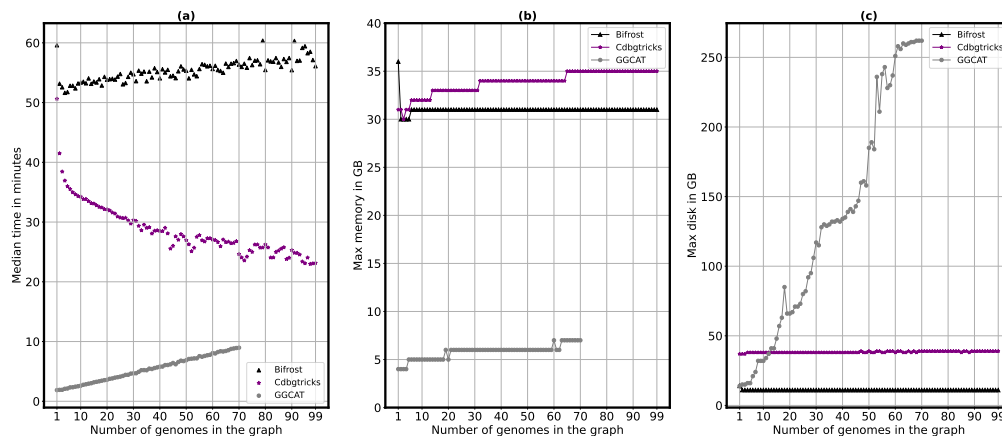 (a)
Median time in minutes
60
50
40
30
20
10
0
Bifrost
Cdbgtricks
GGCAT
1 10 20 30 40 50 60 70 80 90 99
Number of genomes in the graph
(b)
Max memory in GB
40
35
30
25
20
15
10
5
0
Bifrost
Cdbgtricks
GGCAT
1 10 20 30 40 50 60 70 80 90 99
Number of genomes in the graph
(c)
Max disk in GB
250
200
150
100
50
0
Bifrost
Cdbgtricks
GGCAT
1 10 20 30 40 50 60 70 80 90 99
Number of genomes in the graph